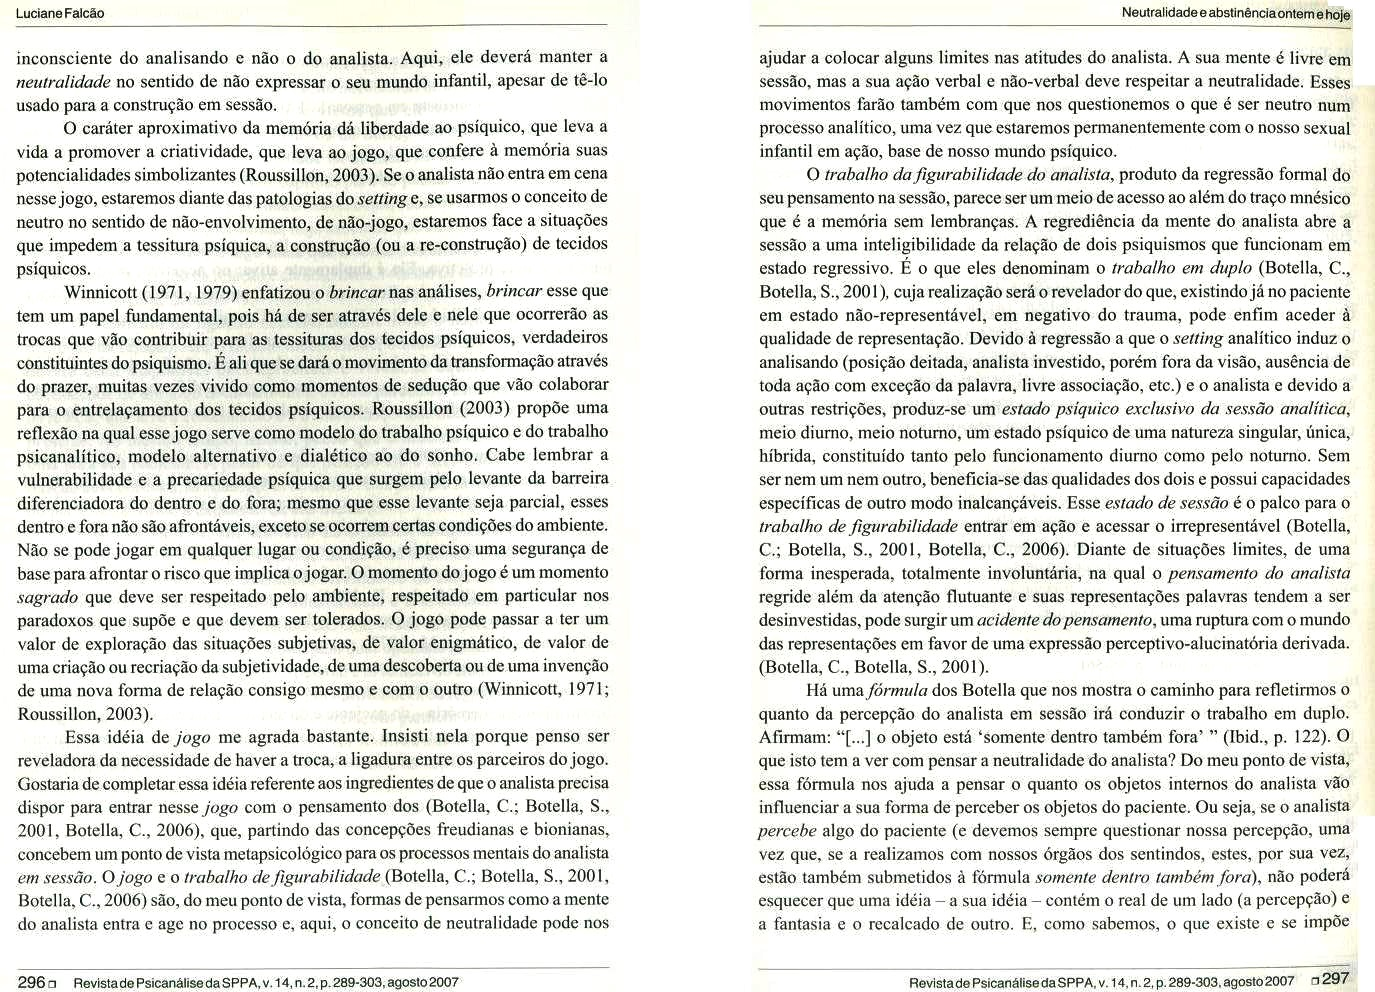 Luciane Falcão
inconsciente do analisando e não o do analista. Aqui, ele deverá manter a
neutralidade no sentido de não expressar o seu mundo infantil, apesar de tê-lo
usado para a construção em sessão.
O caráter aproximativo da memória dá liberdade ao psíquico, que leva a
vida a promover a criatividade, que leva ao jogo, que confere à memória suas
potencialidades simbolizantes (Roussillon, 2003). Se o analista não entra em cena
nesse jogo, estaremos diante das patologias do setting e, se usarmos o conceito de
neutro no sentido de não-envolvimento, de não-jogo, estaremos face a situações
que impedem a tessitura psíquica, a construção (ou a re-construção) de tecidos
psíquicos.
Winnicott (1971, 1979) enfatizou o brincar nas análises, brincar esse que
tem um papel fundamental, pois há de ser através dele e nele que ocorrerão as
trocas que vão contribuir para as tessituras dos tecidos psíquicos, verdadeiros
constituintes do psiquismo. É ali que se dará o movimento da transformação através
do prazer, muitas vezes vivido como momentos de sedução que vão colaborar
para o entrelaçamento dos tecidos psíquicos. Roussillon (2003) propõe uma
reflexão na qual esse jogo serve como modelo do trabalho psíquico e do trabalho
psicanalítico, modelo alternativo e dialético ao do sonho. Cabe lembrar a
vulnerabilidade e a precariedade psíquica que surgem pelo levante da barreira
diferenciadora do dentro e do fora; mesmo que esse levante seja parcial, esses
dentro e fora não são afrontáveis, exceto se ocorrem certas condições do ambiente.
Não se pode jogar em qualquer lugar ou condição, é preciso uma segurança de
base para afrontar o risco que implica o jogar. O momento do jogo é um momento
sagrado que deve ser respeitado pelo ambiente, respeitado em particular nos
paradoxos que supõe e que devem ser tolerados. O jogo pode passar a ter um
valor de exploração das situações subjetivas, de valor enigmático, de valor de
uma criação ou recriação da subjetividade, de uma descoberta ou de uma invenção
de uma nova forma de relação consigo mesmo e com o outro (Winnicott, 1971;
Roussillon, 2003).
Essa idéia de jogo me agrada bastante. Insisti nela porque penso ser
reveladora da necessidade de haver a troca, a ligadura entre os parceiros do jogo.
Gostaria de completar essa idéia referente aos ingredientes de que o analista precisa
dispor para entrar nesse jogo com o pensamento dos (Botella, C.; Botella, S.,
2001, Botella, C., 2006), que, partindo das concepções freudianas e bionianas,
concebem um ponto de vista metapsicológico para os processos mentais do analista
em sessão. O jogo e o trabalho de figurabilidade (Botella, C.; Botella, S., 2001,
Botella, C., 2006) são, do meu ponto de vista, formas de pensarmos como a mente
do analista entra e age no processo e, aqui, o conceito de neutralidade pode nos
296 □ Revista de Psicanálise da SPPA, v. 14, n. 2, p. 289-303, agosto 2007
Neutralidade e abstinência ontem e hoje
ajudar a colocar alguns limites nas atitudes do analista. A sua mente é livre em
sessão, mas a sua ação verbal e não-verbal deve respeitar a neutralidade. Esses
movimentos farão também com que nos questionemos o que é ser neutro num
processo analítico, uma vez que estaremos permanentemente com o nosso sexual
infantil em ação, base de nosso mundo psíquico.
O trabalho da figurabilidade do analista, produto da regressão formal do
seu pensamento na sessão, parece ser um meio de acesso ao além do traço mnésico
que é a memória sem lembranças. A regrediência da mente do analista abre a
sessão a uma inteligibilidade da relação de dois psiquismos que funcionam em
estado regressivo. É o que eles denominam o trabalho em duplo (Botella, C.,
Botella, S., 2001), cuja realização será o revelador do que, existindo já no paciente
em estado não-representável, em negativo do trauma, pode enfim aceder à
qualidade de representação. Devido à regressão a que o setting analítico induz o
analisando (posição deitada, analista investido, porém fora da visão, ausência de
toda ação com exceção da palavra, livre associação, etc.) e o analista e devido a
outras restrições, produz-se um estado psíquico exclusivo da sessão analítica,
meio diurno, meio noturno, um estado psíquico de uma natureza singular, única,
híbrida, constituído tanto pelo funcionamento diurno como pelo noturno. Sem
ser nem um nem outro, beneficia-se das qualidades dos dois e possui capacidades
específicas de outro modo inalcançáveis. Esse estado de sessão é o palco para o
trabalho de figurabilidade entrar em ação e acessar o irrepresentável (Botella,
C.; Botella, S., 2001, Botella, C., 2006). Diante de situações limites, de uma
forma inesperada, totalmente involuntária, na qual o pensamento do analista
regride além da atenção flutuante e suas representações palavras tendem a ser
desinvestidas, pode surgir um acidente do pensamento, uma ruptura com o mundo
das representações em favor de uma expressão perceptivo-alucinatória derivada.
(Botella, C., Botella, S., 2001).
Há uma fórmula dos Botella que nos mostra o caminho para refletirmos o
quanto da percepção do analista em sessão irá conduzir o trabalho em duplo.
Afirmam: “[...] o objeto está ‘somente dentro também fora’ ” (Ibid., p. 122). O
que isto tem a ver com pensar a neutralidade do analista? Do meu ponto de vista,
essa fórmula nos ajuda a pensar o quanto os objetos internos do analista vão
influenciar a sua forma de perceber os objetos do paciente. Ou seja, se o analista
percebe algo do paciente (e devemos sempre questionar nossa percepção, uma
vez que, se a realizamos com nossos órgãos dos sentindos, estes, por sua vez,
estão também submetidos à fórmula somente dentro também fora), não poderá
esquecer que uma idéia – a sua idéia – contém o real de um lado (a percepção) e
a fantasia e o recalcado de outro. E, como sabemos, o que existe e se impõe
Revista de Psicanálise da SPPA, v. 14, n. 2, p. 289-303, agosto 2007 □ 297